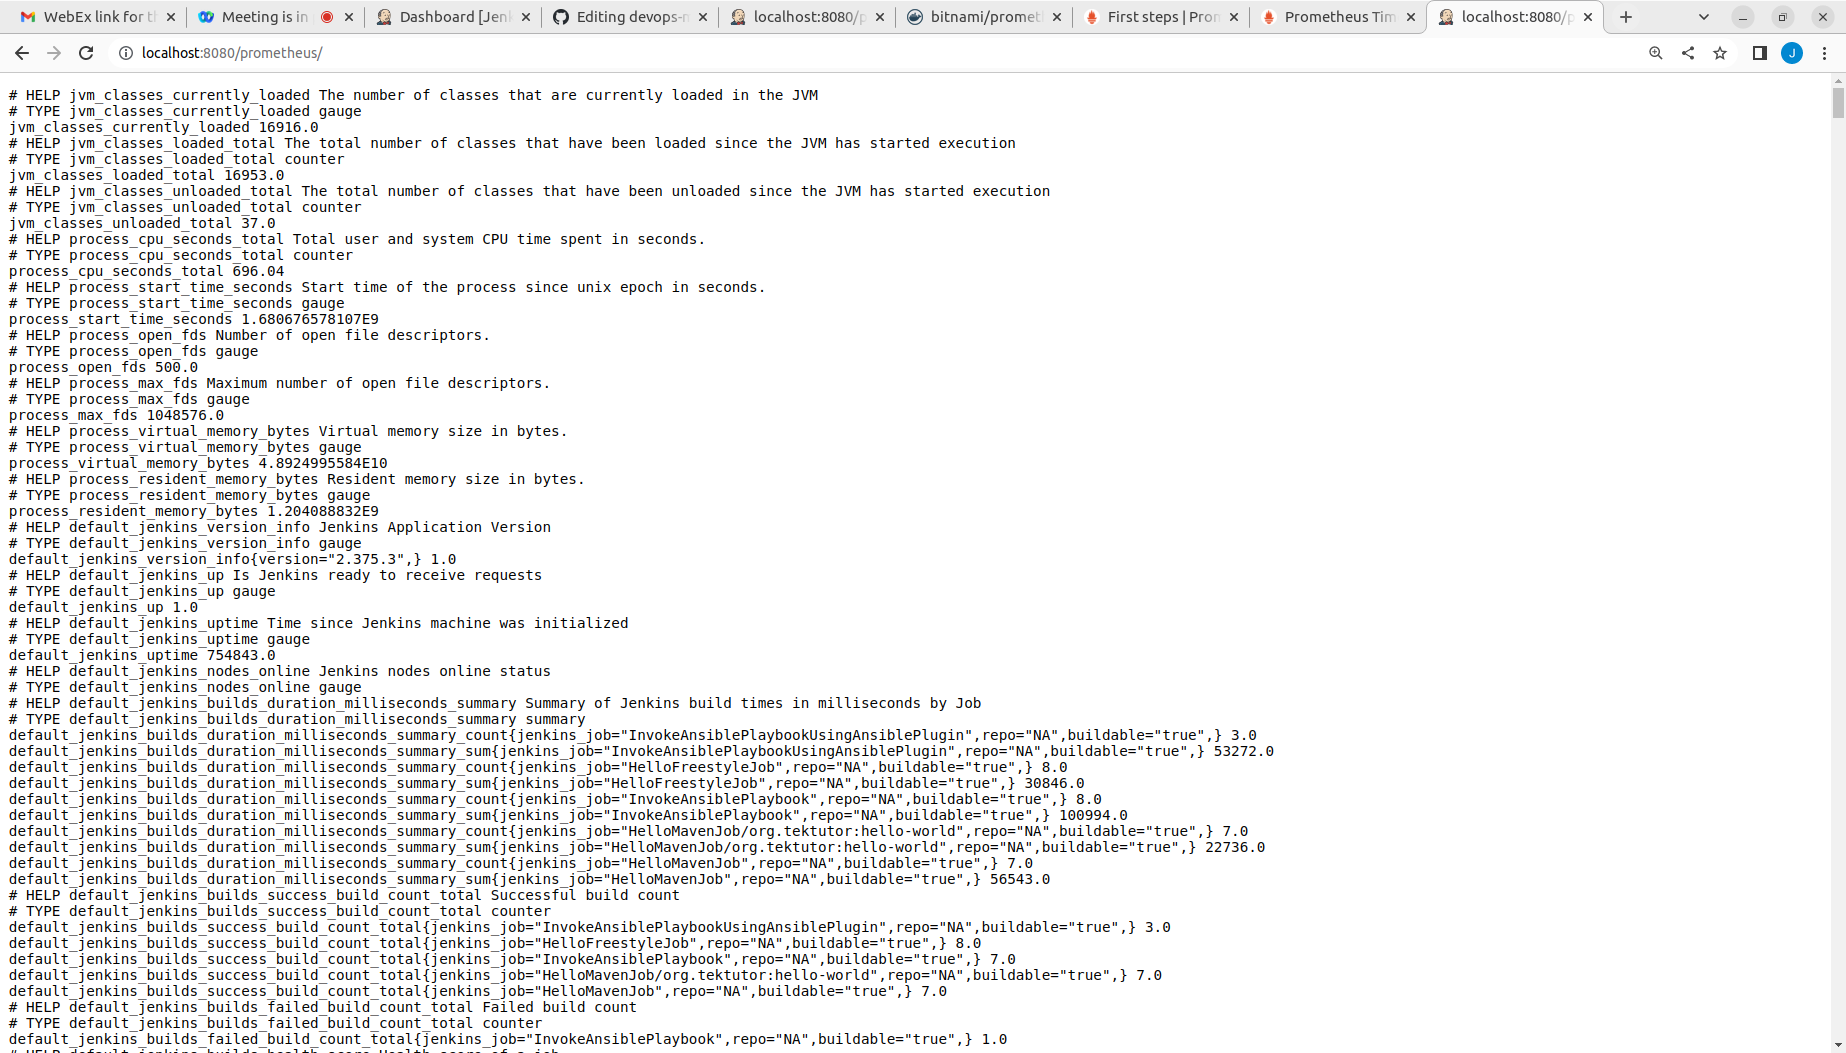 WebEx link for t
Meeting is in
Dashboard [Jenk
Editing devops-m
localhost:8080/p
bitnami/prometh
First steps | Pron
Prometheus Tim
localhost:8080/p
localhost:8080/prometheus/
J
# HELP jvm_classes_currently_loaded The number of classes that are currently loaded in the JVM
# TYPE jvm_classes_currently_loaded gauge
jvm_classes_currently_loaded 16916.0
# HELP jvm_classes_loaded_total The total number of classes that have been loaded since the JVM has started execution
# TYPE jvm_classes_loaded_total counter
jvm_classes_loaded_total 16953.0
# HELP jvm_classes_unloaded_total The total number of classes that have been unloaded since the JVM has started execution
# TYPE jvm_classes_unloaded_total counter
jvm_classes_unloaded_total 37.0
# HELP process_cpu_seconds_total Total user and system CPU time spent in seconds.
# TYPE process_cpu_seconds_total counter
process_cpu_seconds_total 696.04
# HELP process_start_time_seconds Start time of the process since unix epoch in seconds.
# TYPE process_start_time_seconds gauge
process_start_time_seconds 1.680676578107E9
# HELP process_open_fds Number of open file descriptors.
# TYPE process_open_fds gauge
process_open_fds 500.0
# HELP process_max_fds Maximum number of open file descriptors.
# TYPE process_max_fds gauge
process_max_fds 1048576.0
# HELP process_virtual_memory_bytes Virtual memory size in bytes.
# TYPE process_virtual_memory_bytes gauge
process_virtual_memory_bytes 4.8924995584E10
# HELP process_resident_memory_bytes Resident memory size in bytes.
# TYPE process_resident_memory_bytes gauge
process_resident_memory_bytes 1.204088832E9
# HELP default_jenkins_version_info Jenkins Application Version
# TYPE default_jenkins_version_info gauge
default_jenkins_version_info{version="2.375.3",} 1.0
# HELP default_jenkins_up Is Jenkins ready to receive requests
# TYPE default_jenkins_up gauge
default_jenkins_up 1.0
# HELP default_jenkins_uptime Time since Jenkins machine was initialized
# TYPE default_jenkins_uptime gauge
default_jenkins_uptime 754843.0
# HELP default_jenkins_nodes_online Jenkins nodes online status
# TYPE default_jenkins_nodes_online gauge
# HELP default_jenkins_builds_duration_milliseconds_summary Summary of Jenkins build times in milliseconds by Job
# TYPE default_jenkins_builds_duration_milliseconds_summary summary
default_jenkins_builds_duration_milliseconds_summary_count{jenkins_job="InvokeAnsiblePlaybookUsingAnsiblePlugin",repo="NA",buildable="true",} 3.0
default_jenkins_builds_duration_milliseconds_summary_sum{jenkins_job="InvokeAnsiblePlaybookUsingAnsiblePlugin",repo="NA",buildable="true",} 53272.0
default_jenkins_builds_duration_milliseconds_summary_count{jenkins_job="HelloFreestyleJob",repo="NA",buildable="true",} 8.0
default_jenkins_builds_duration_milliseconds_summary_sum{jenkins_job="HelloFreestyleJob",repo="NA",buildable="true",} 30846.0
default_jenkins_builds_duration_milliseconds_summary_count{jenkins_job="InvokeAnsiblePlaybook",repo="NA",buildable="true",} 8.0
default_jenkins_builds_duration_milliseconds_summary_sum{jenkins_job="InvokeAnsiblePlaybook",repo="NA",buildable="true",} 100994.0
default_jenkins_builds_duration_milliseconds_summary_count{jenkins_job="HelloMavenJob/org.tektutor:hello-world",repo="NA",buildable="true",} 7.0
default_jenkins_builds_duration_milliseconds_summary_sum{jenkins_job="HelloMavenJob/org.tektutor:hello-world",repo="NA",buildable="true",} 22736.0
default_jenkins_builds_duration_milliseconds_summary_count{jenkins_job="HelloMavenJob",repo="NA",buildable="true",} 7.0
default_jenkins_builds_duration_milliseconds_summary_sum{jenkins_job="HelloMavenJob",repo="NA",buildable="true",} 56543.0
# HELP default_jenkins_builds_success_build_count_total Successful build count
# TYPE default_jenkins_builds_success_build_count_total counter
default_jenkins_builds_success_build_count_total{jenkins_job="InvokeAnsiblePlaybookUsingAnsiblePlugin",repo="NA",buildable="true",} 3.0
default_jenkins_builds_success_build_count_total{jenkins_job="HelloFreestyleJob",repo="NA",buildable="true",} 8.0
default_jenkins_builds_success_build_count_total{jenkins_job="InvokeAnsiblePlaybook",repo="NA",buildable="true",} 7.0
default_jenkins_builds_success_build_count_total{jenkins_job="HelloMavenJob/org.tektutor:hello-world",repo="NA",buildable="true",} 7.0
default_jenkins_builds_success_build_count_total{jenkins_job="HelloMavenJob",repo="NA",buildable="true",} 7.0
# HELP default_jenkins_builds_failed_build_count_total Failed build count
# TYPE default_jenkins_builds_failed_build_count_total counter
default_jenkins_builds_failed_build_count_total{jenkins_job="InvokeAnsiblePlaybook",repo="NA",buildable="true",} 1.0
# HELP default_jenkins_builds_health_score Health score of a job